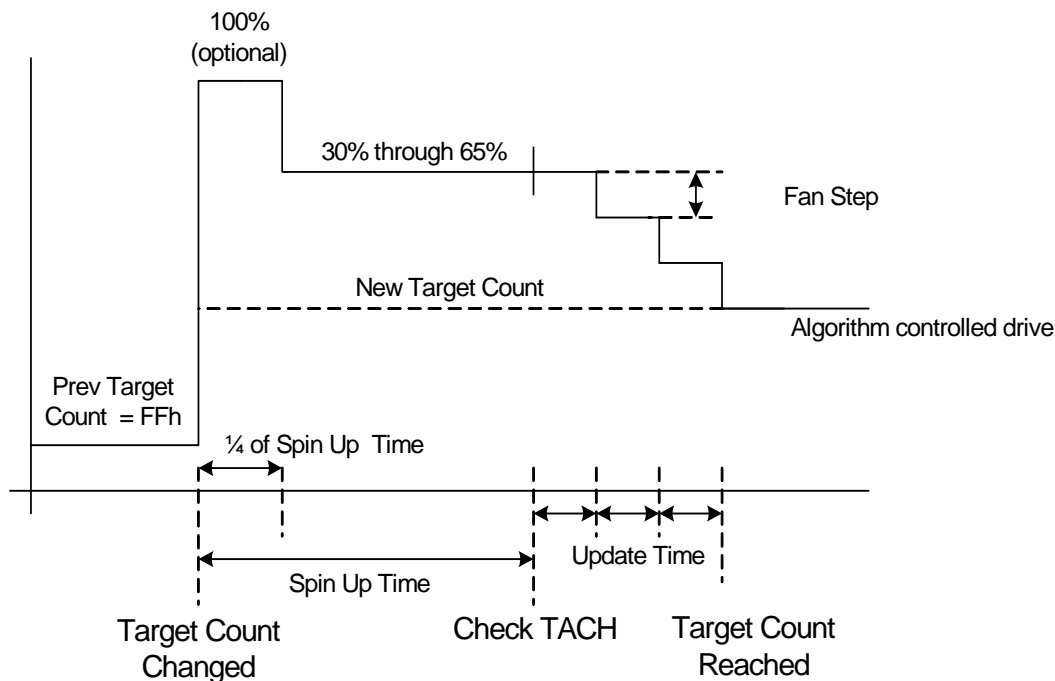 100%
(optional)
30% through 65%
Fan Step
New Target Count
Algorithm controlled drive
Prev Target
Count = FFh
¼ of Spin Up Time
Update Time
Spin Up Time
Target Count
Changed
Check TACH
Target Count
Reached